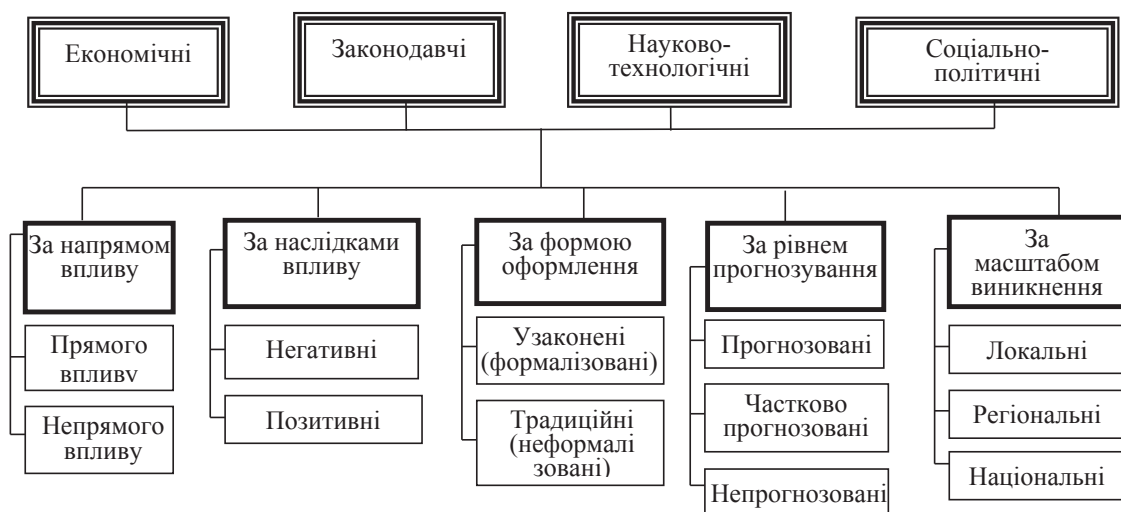 Економічні
Законодавчі
Науково-
технологічні
Соціально-
політичні
За напрямом
впливу
Прямого
впливу
Непрямого
впливу
За наслідками
впливу
Негативні
Позитивні
За формою
оформлення
Узаконені
(формалізовані)
Традиційні
(неформалі
зовані)
За рівнем
прогнозування
Прогнозовані
Частково
прогнозовані
Непрогнозовані
За
масштабом
виникнення
Локальні
Регіональні
Національні